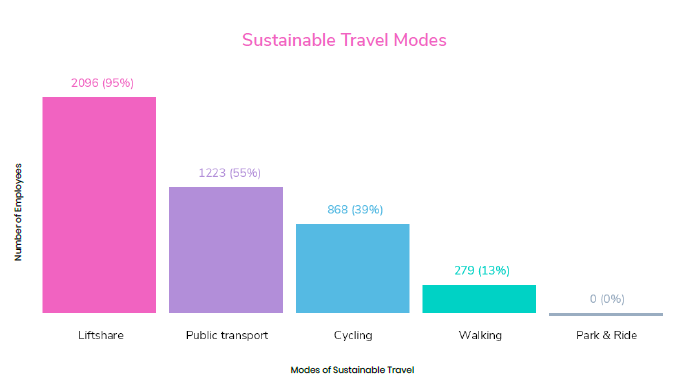 Sustainable Travel Modes
2096 (95%)
1223 (55%)
868 (39%)
279 (13%)
0 (0%)
Number of Employees
Liftshare
Public transport
Cycling
Walking
Park & Ride
Modes of Sustainable Travel